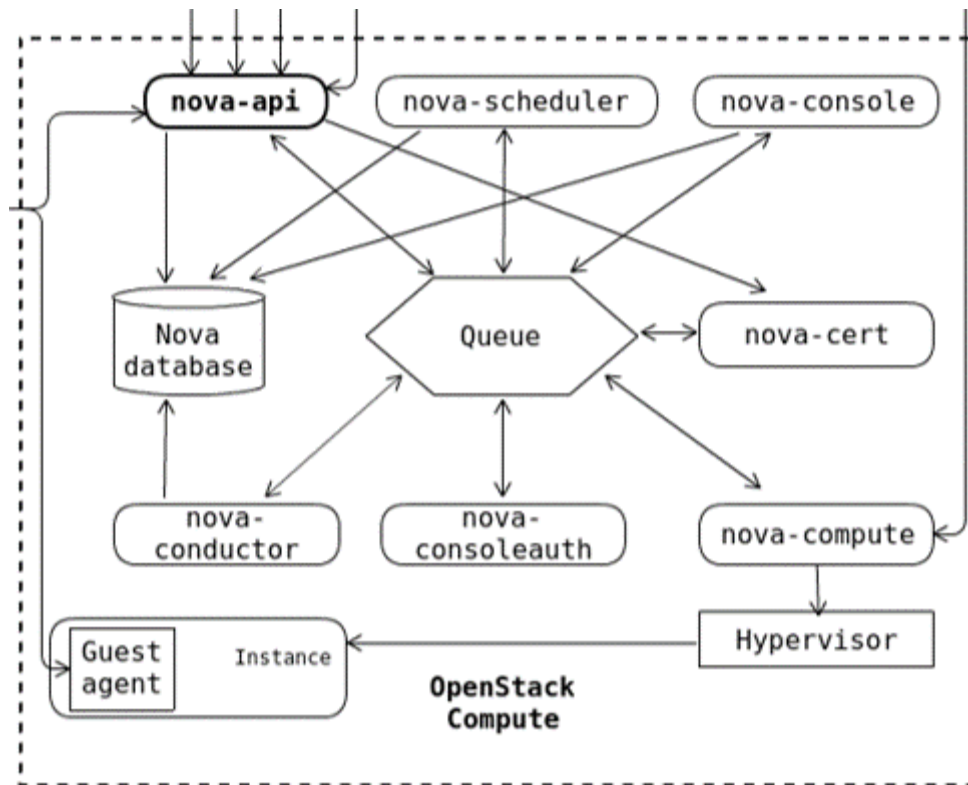 nova-api
nova-scheduler
nova-console
Nova
database
Queue
nova-cert
nova-
conductor
nova-
consoleauth
nova-compute
Guest
agent
Instance
Hypervisor
OpenStack
Compute